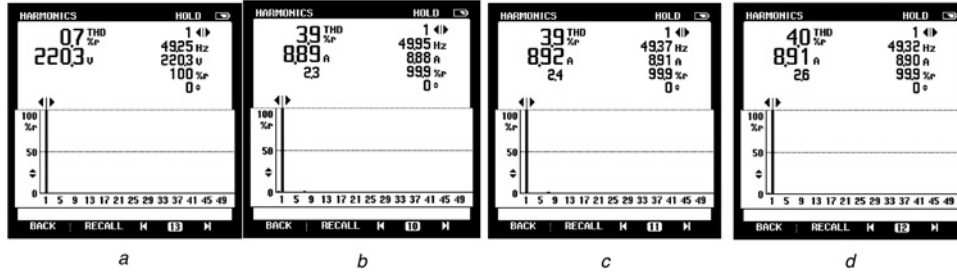 HARMONICS HOLD
0.7 THD %r
220.3 V
1
49.25 Hz
220.3 V
100 %r
0 °
100
%r
50
0
1 5 9 13 17 21 25 29 33 37 41 45 49
BACK RECALL 13
a
HARMONICS HOLD
3.9 THD %r
8.89 A
2.3
1
49.95 Hz
8.88 A
99.9 %r
0 °
100
%r
50
0
1 5 9 13 17 21 25 29 33 37 41 45 49
BACK RECALL 10
b
HARMONICS HOLD
3.9 THD %r
8.92 A
2.4
1
49.37 Hz
8.91 A
99.9 %r
0 °
100
%r
50
0
1 5 9 13 17 21 25 29 33 37 41 45 49
BACK RECALL 11
c
HARMONICS HOLD
4.0 THD %r
8.91 A
2.6
1
49.32 Hz
8.90 A
99.9 %r
0 °
100
%r
50
0
1 5 9 13 17 21 25 29 33 37 41 45 49
BACK RECALL 12
d